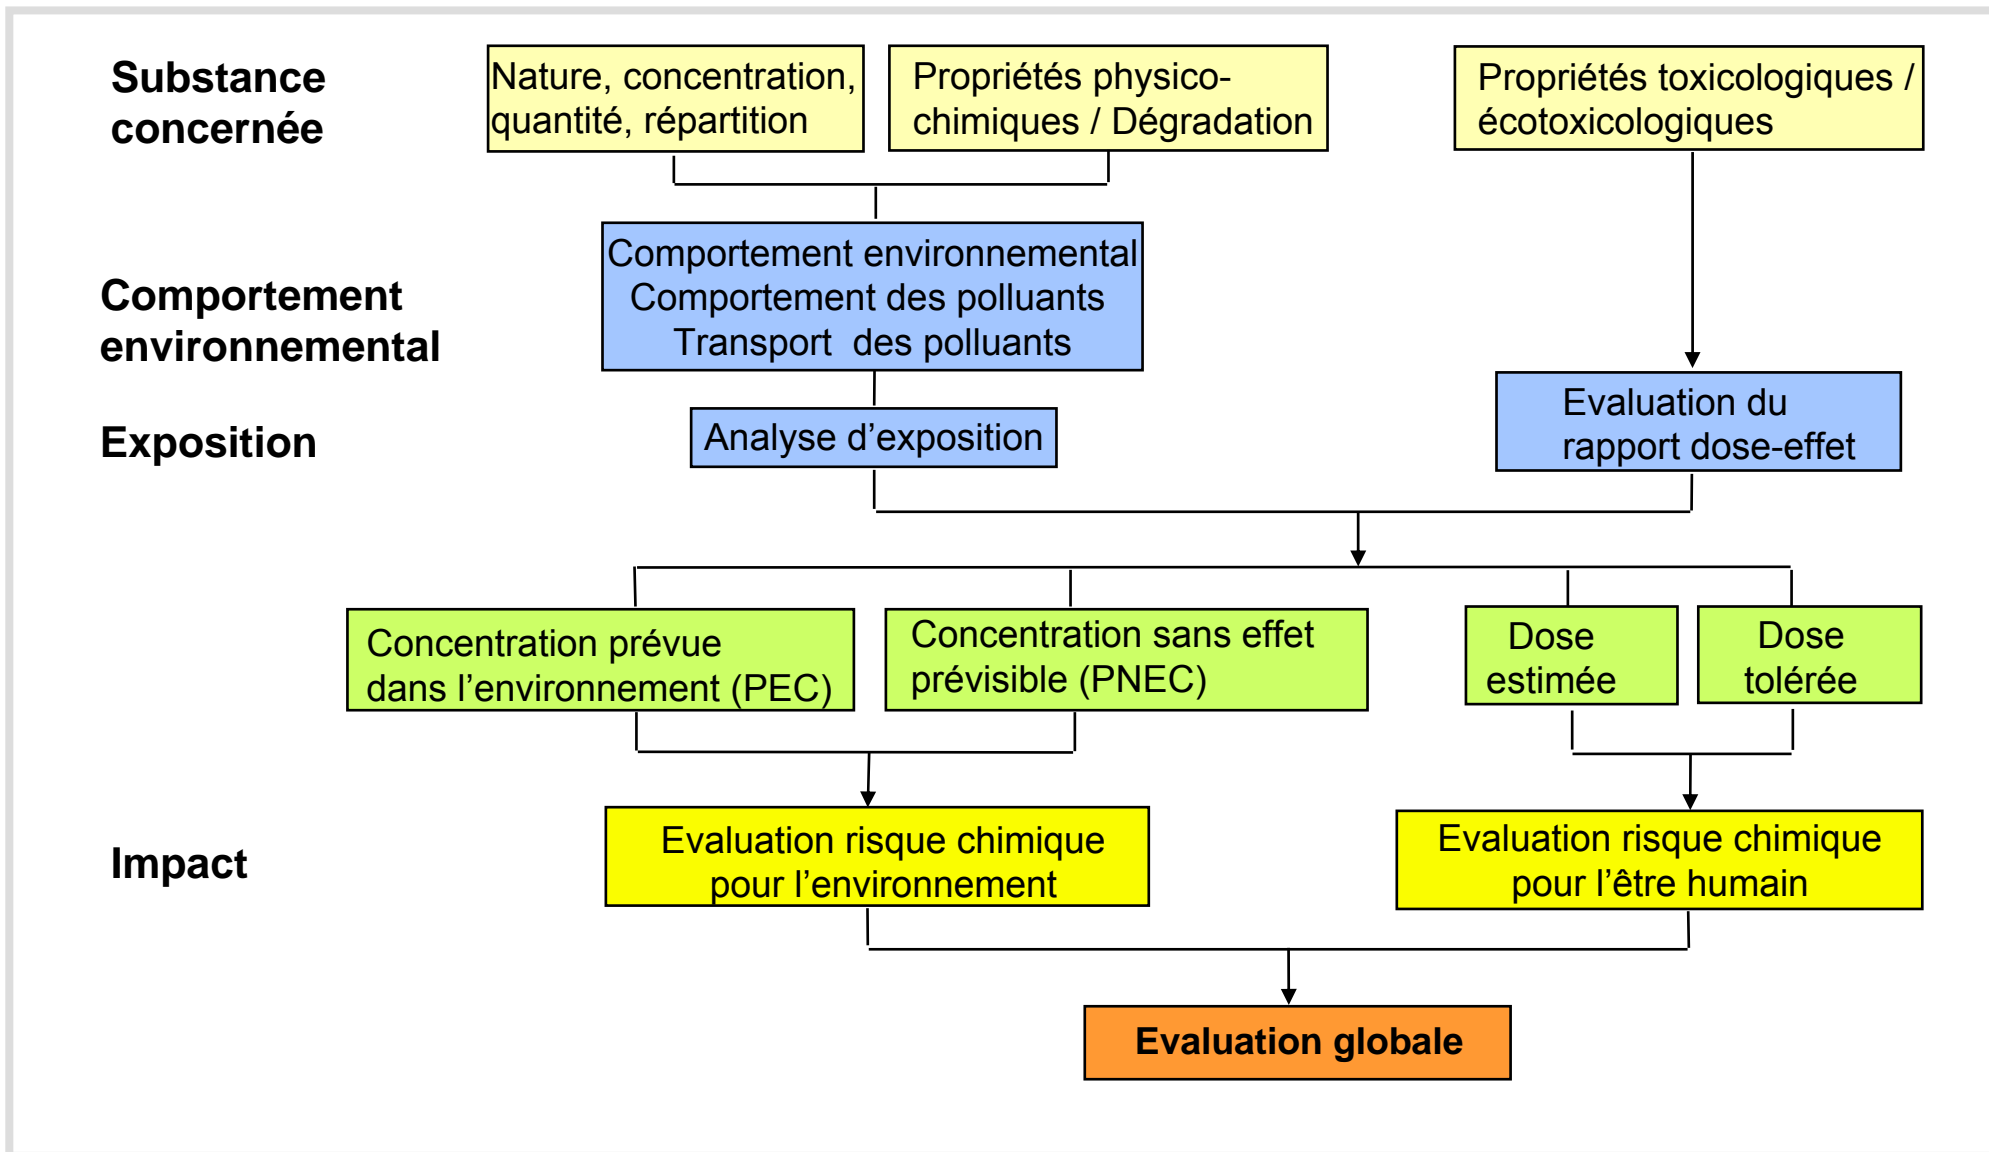 Substance
concernée
Nature, concentration,
quantité, répartition
Propriétés physico-
chimiques / Dégradation
Propriétés toxicologiques /
écotoxicologiques
Comportement
environnemental
Comportement environnemental
Comportement des polluants
Transport des polluants
Exposition
Analyse d’exposition
Evaluation du
rapport dose-effet
Concentration prévue
dans l’environnement (PEC)
Concentration sans effet
prévisible (PNEC)
Dose
estimée
Dose
tolérée
Impact
Evaluation risque chimique
pour l’environnement
Evaluation risque chimique
pour l’être humain
Evaluation globale